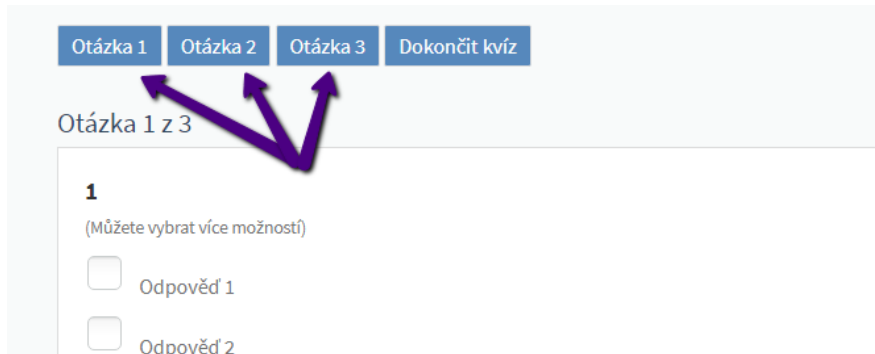 Otázka 1 Otázka 2 Otázka 3 Dokončit kvíz
Otázka 1 z 3
1
(Můžete vybrat více možností)
Odpověď 1
Odpověď 2